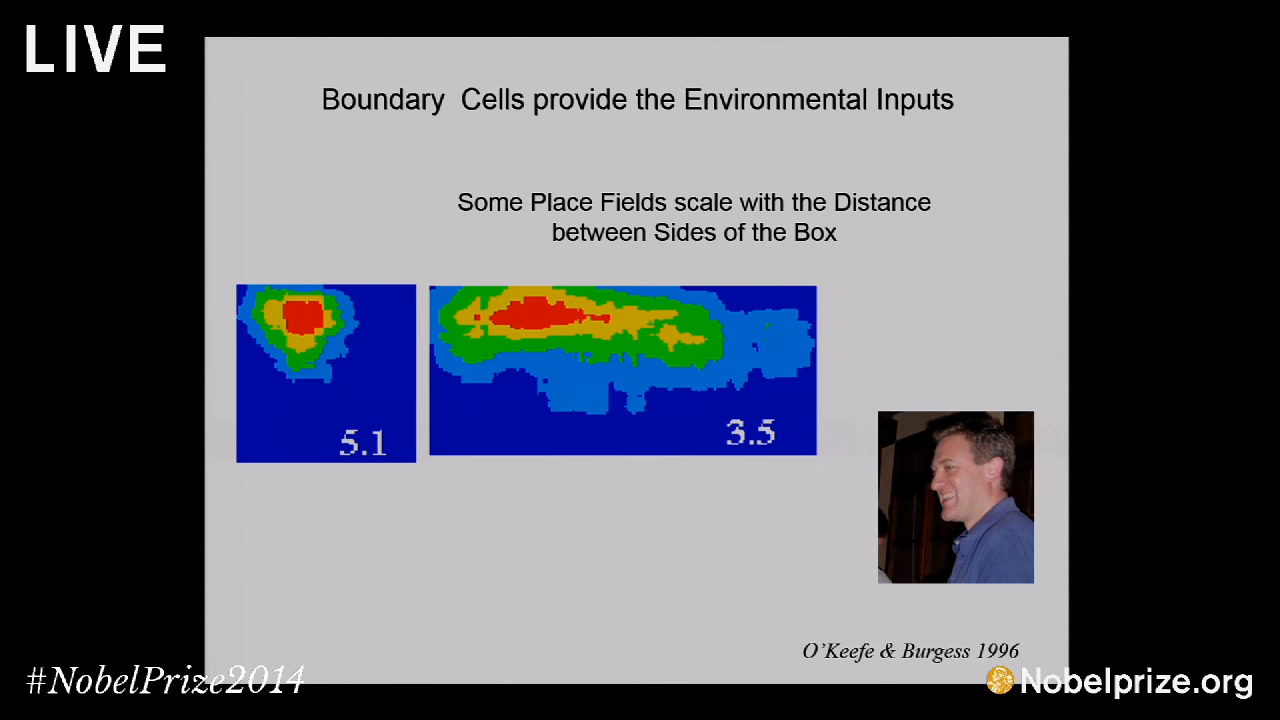 LIVE
Boundary Cells provide the Environmental Inputs
Some Place Fields scale with the Distance
between Sides of the Box
5.1
3.5
O'Keefe & Burgess 1996
#NobelPrize2014
Nobelprize.org